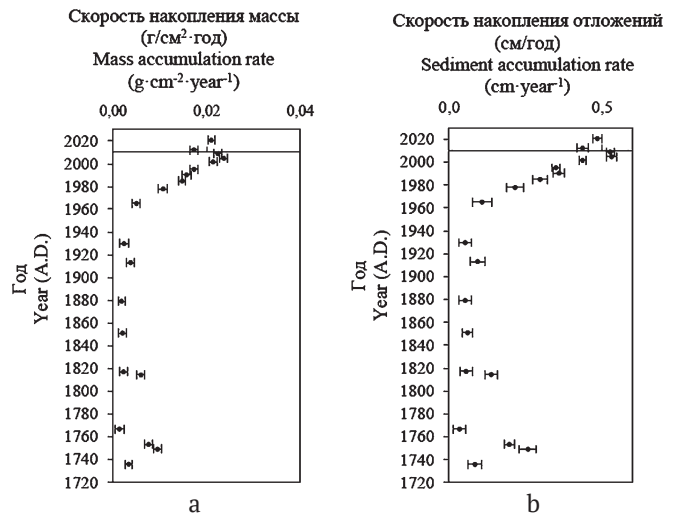 Скорость накопления массы
(г/см²·год)
Mass accumulation rate
(g·cm⁻²·year⁻¹)
0,00 0,02 0,04
2020
2000
1980
1960
1940
1920
1900
1880
1860
1840
1820
1800
1780
1760
1740
1720
Год
Year (A.D.)
a
Скорость накопления отложений
(см/год)
Sediment accumulation rate
(cm·year⁻¹)
0,0 0,5
2020
2000
1980
1960
1940
1920
1900
1880
1860
1840
1820
1800
1780
1760
1740
1720
Год
Year (A.D.)
b